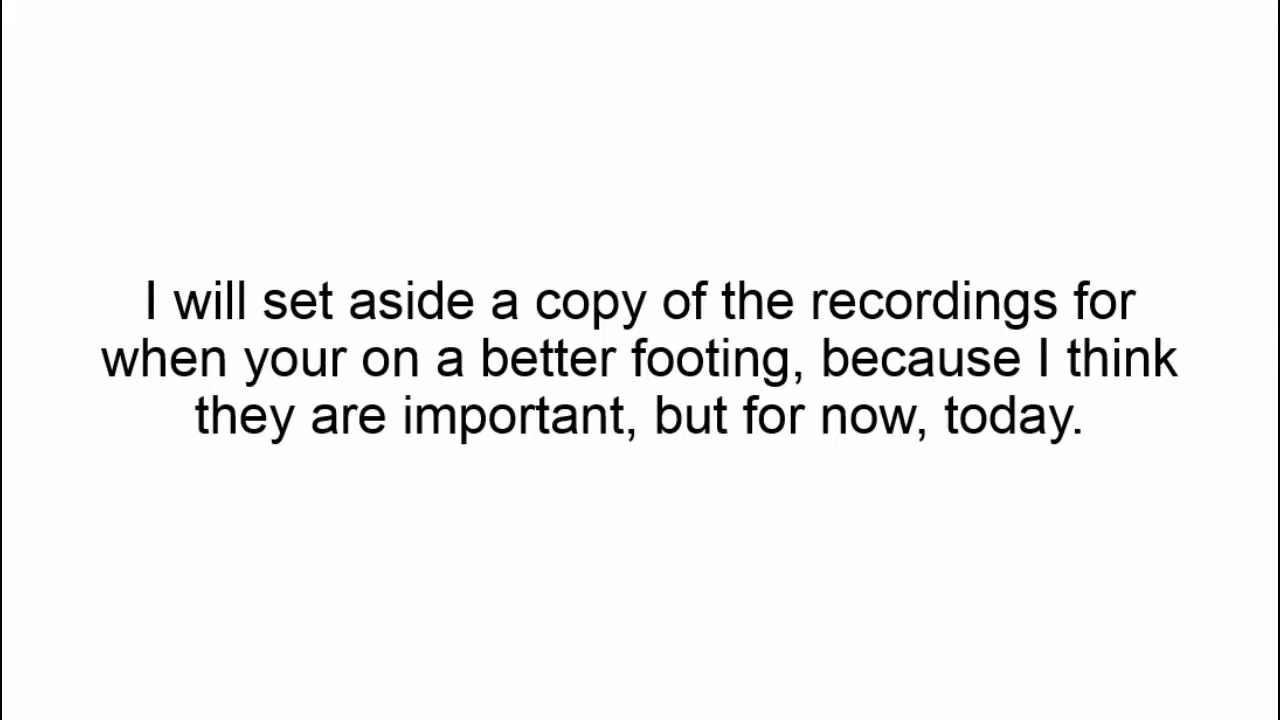 I will set aside a copy of the recordings for
when your on a better footing, because I think
they are important, but for now, today.